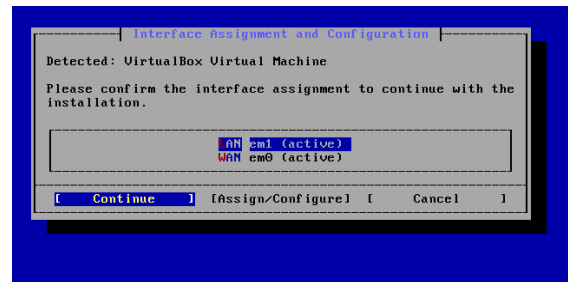 Interface Assignment and Configuration
Detected: VirtualBox Virtual Machine
Please confirm the interface assignment to continue with the
installation.
LAN em1 (active)
WAN em0 (active)
[ Continue ] [Assign/Configure] [ Cancel ]